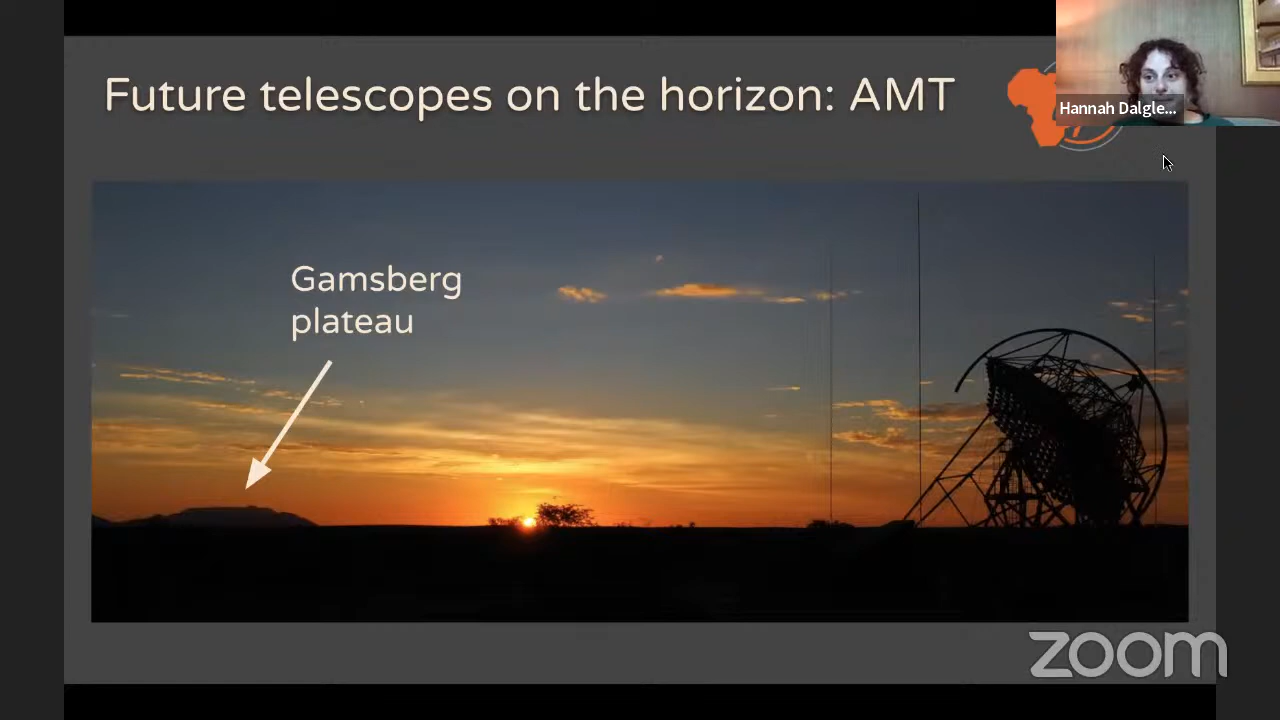 Future telescopes on the horizon: AMT
Hannah Dalgle...
Gamsberg
plateau
zoom